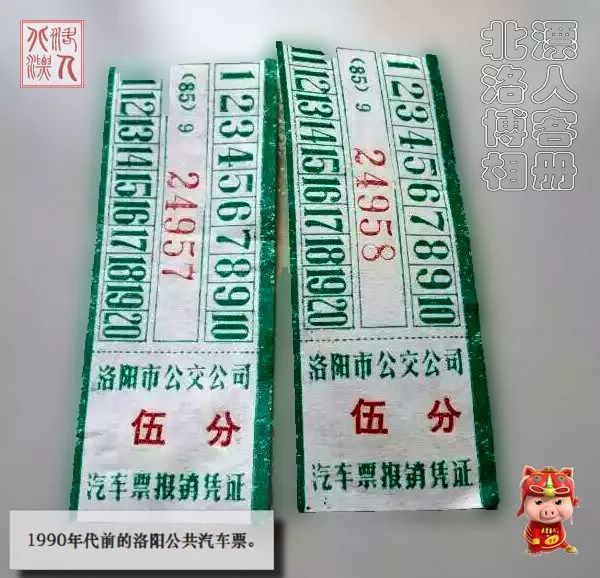 北漂
洛人
北漂
洛人
博客
相册
11 12 13 14 15 16 17 18 19 20
(85) 9
24957
1 2 3 4 5 6 7 8 9 10
洛阳市公交公司
伍分
汽车票报销凭证
11 12 13 14 15 16 17 18 19 20
(85) 9
24958
1 2 3 4 5 6 7 8 9 10
洛阳市公交公司
伍分
汽车票报销凭证
1990年代前的洛阳公共汽车票。